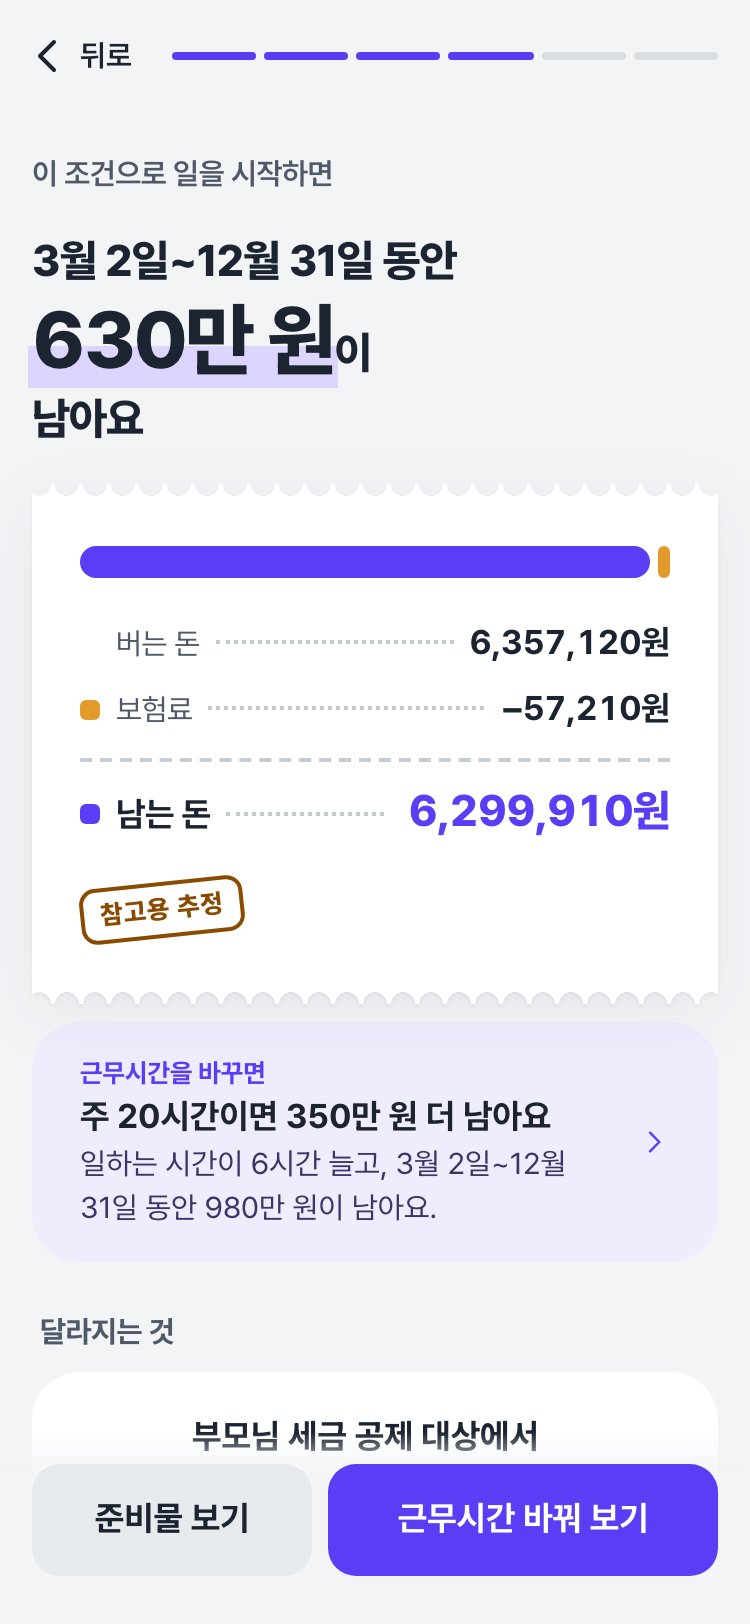 뒤로
이 조건으로 일을 시작하면
3월 2일~12월 31일 동안
630만 원이
남아요
버는 돈 6,357,120원
보험료 −57,210원
남는 돈 6,299,910원
참고용 추정
근무시간을 바꾸면
주 20시간이면 350만 원 더 남아요
일하는 시간이 6시간 늘고, 3월 2일~12월
31일 동안 980만 원이 남아요.
달라지는 것
부모님 세금 공제 대상에서
준비물 보기
근무시간 바꿔 보기